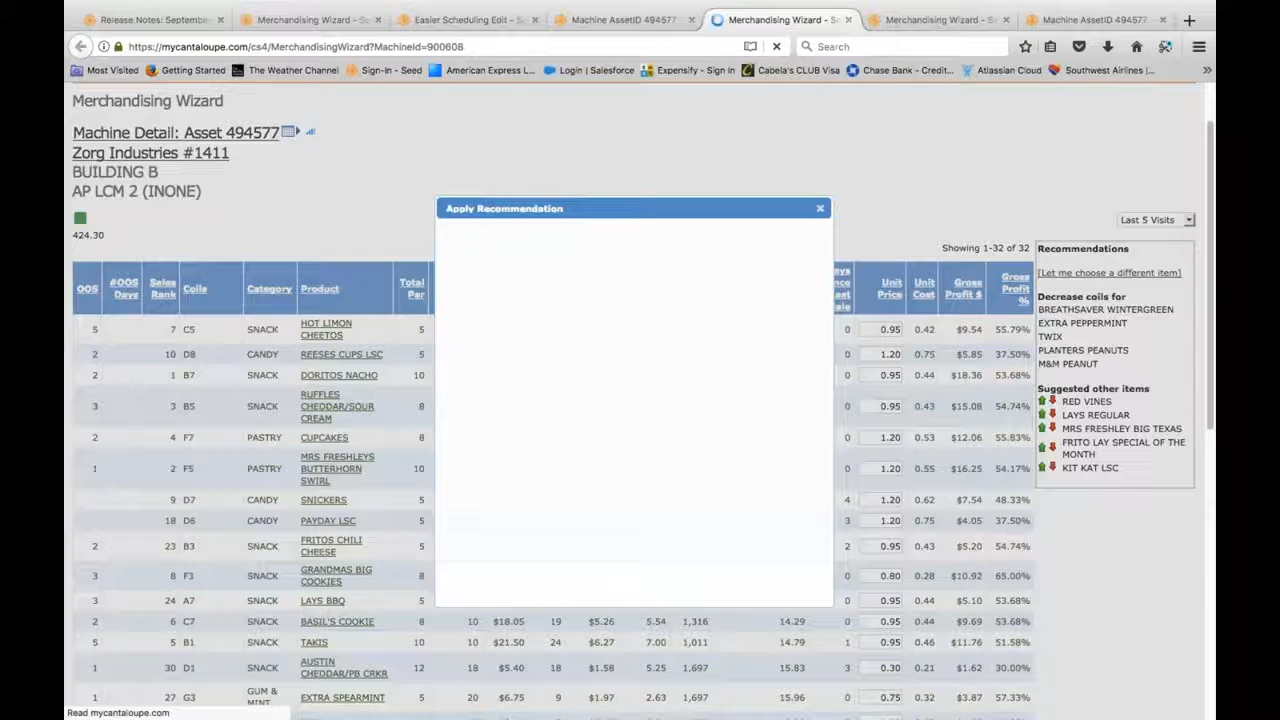 Release Notes: Septembe
Merchandising Wizard - Se
Easier Scheduling Edit - Se
Machine AssetID 494577
Merchandising Wizard - Se
Merchandising Wizard - Se
Machine AssetID 494577
https://mycantaloupe.com/cs4/MerchandisingWizard?MachineId=900608
Search
Most Visited
Getting Started
The Weather Channel
Sign-In - Seed
American Express L...
Login | Salesforce
Expensify - Sign in
Cabela's CLUB Visa
Chase Bank - Credit...
Atlassian Cloud
Southwest Airlines |...
Merchandising Wizard
Machine Detail: Asset 494577
Zorg Industries #1411
BUILDING B
AP LCM 2 (INONE)
424.30
Apply Recommendation
Last 5 Visits
Showing 1-32 of 32
OOS #OOS Days Sales Rank Coils Category Product Total Par Unit Price Unit Cost Gross Profit $ Gross Profit %
5 7 C5 SNACK HOT LIMON CHEETOS 5 0 0.95 0.42 $9.54 55.79%
2 10 D8 CANDY REESES CUPS LSC 5 0 1.20 0.75 $5.85 37.50%
2 1 B7 SNACK DORITOS NACHO 10 0 0.95 0.44 $18.36 53.68%
3 3 B5 SNACK RUFFLES CHEDDAR/SOUR CREAM 8 0 0.95 0.43 $15.08 54.74%
2 4 F7 PASTRY CUPCAKES 8 0 1.20 0.53 $12.06 55.83%
1 2 F5 PASTRY MRS FRESHLEYS BUTTERHORN SWIRL 10 0 1.20 0.55 $16.25 54.17%
9 D7 CANDY SNICKERS 5 4 1.20 0.62 $7.54 48.33%
18 D6 CANDY PAYDAY LSC 5 3 1.20 0.75 $4.05 37.50%
2 23 B3 SNACK FRITOS CHILI CHEESE 5 2 0.95 0.43 $5.20 54.74%
3 8 F3 SNACK GRANDMAS BIG COOKIES 8 0 0.80 0.28 $10.92 65.00%
3 24 A7 SNACK LAYS BBQ 5 0 0.95 0.44 $5.10 53.68%
2 6 C7 SNACK BASIL'S COOKIE 8 10 $18.05 19 $5.26 5.54 1,316 14.29 0 0.95 0.44 $9.69 53.68%
5 5 B1 SNACK TAKIS 10 10 $21.50 24 $6.27 7.00 1,011 14.79 1 0.95 0.46 $11.76 51.58%
1 30 D1 SNACK AUSTIN CHEDDAR/PB CRKR 12 18 $5.40 18 $1.58 5.25 1,697 15.83 3 0.30 0.21 $1.62 30.00%
1 27 G3 GUM & MINT EXTRA SPEARMINT 5 20 $6.75 9 $1.97 2.63 1,697 15.96 0 0.75 0.32 $3.87 57.33%
Recommendations
[Let me choose a different item]
Decrease coils for
BREATHSAVER WINTERGREEN
EXTRA PEPPERMINT
TWIX
PLANTERS PEANUTS
M&M PEANUT
Suggested other items
RED VINES
LAYS REGULAR
MRS FRESHLEY BIG TEXAS
FRITO LAY SPECIAL OF THE
MONTH
KIT KAT LSC
Read mycantaloupe.com